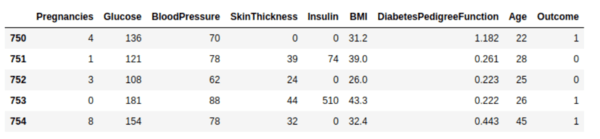 Pregnancies Glucose BloodPressure SkinThickness Insulin BMI DiabetesPedigreeFunction Age Outcome
750 4 136 70 0 0 31.2 1.182 22 1
751 1 121 78 39 74 39.0 0.261 28 0
752 3 108 62 24 0 26.0 0.223 25 0
753 0 181 88 44 510 43.3 0.222 26 1
754 8 154 78 32 0 32.4 0.443 45 1